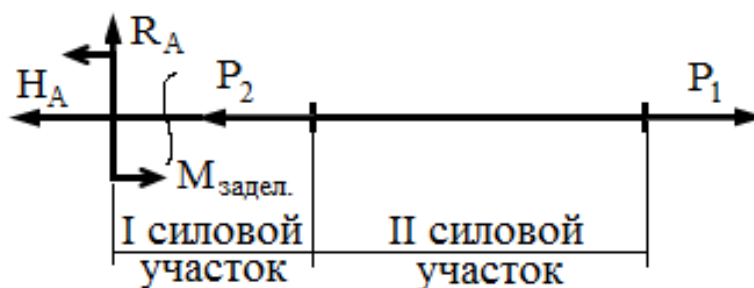 R_A
H_A
P_2
P_1
M_задел.
I силовой
участок
II силовой
участок